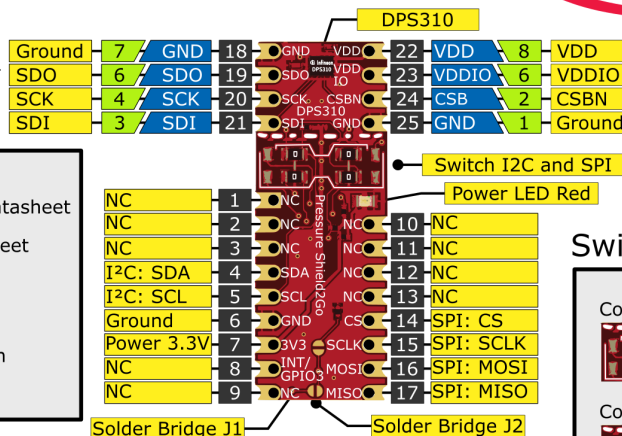 DPS310
Ground 7 GND 18 GND VDD 22 VDD 8 VDD
SDO 6 SDO 19 SDO VDD IO 23 VDDIO 6 VDDIO
SCK 4 SCK 20 SCK CSBN 24 CSB 2 CSBN
SDI 3 SDI 21 SDI GND 25 GND 1 Ground
Infineon
DPS310
DPS310
Switch I2C and SPI
Power LED Red
Pressure Shield2Go
NC 1 NC
NC 2 NC NC 10 NC
NC 3 NC NC 11 NC
I²C: SDA 4 SDA NC 12 NC
I²C: SCL 5 SCL NC 13 NC
Ground 6 GND CS 14 SPI: CS
Power 3.3V 7 3V3 SCLK 15 SPI: SCLK
NC 8 INT/GPIO3 MOSI 16 SPI: MOSI
NC 9 NC MISO 17 SPI: MISO
Solder Bridge J1
Solder Bridge J2
atasheet
eet
Swi
Co
Co